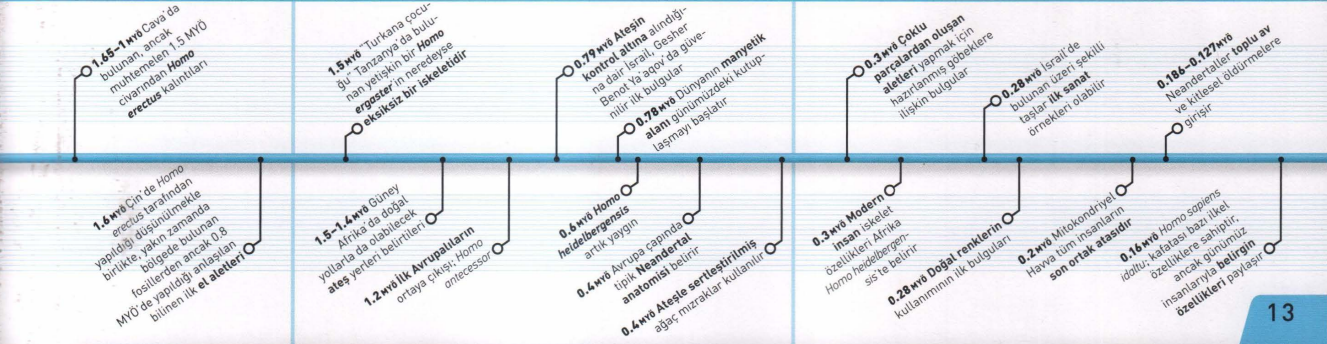 1.65–1 MYÖ Cava'da
bulunan, ancak
muhtemelen 1.5 MYÖ
civarından Homo
erectus kalıntıları
1.5 MYÖ "Turkana çocu-
ğu" Tanzanya'da bulu-
nan yetişkin bir Homo
ergaster'in neredeyse
eksiksiz bir iskeletidir
0.79 MYÖ Ateşin
kontrol altına alındığı-
na dair İsrail, Gesher
Benot Ya'aqov'da güve-
nilir ilk bulgular
0.78 MYÖ Dünyanın manyetik
alanı günümüzdeki kutup-
laşmayı başlatır
0.3 MYÖ Çoklu
parçalardan oluşan
aletleri yapmak için
hazırlanmış göbeklere
ilişkin bulgular
0.28 MYÖ İsrail'de
bulunan üzeri şekilli
taşlar ilk sanat
örnekleri olabilir
0.186–0.127 MYÖ
Neandertaller toplu av
ve kitlesel öldürmelere
girişir
1.6 MYÖ Çin'de Homo
erectus tarafından
yapıldığı düşünülmekle
birlikte, yakın zamanda
bölgede bulunan
fosillerden ancak 0.8
MYÖ'de yapıldığı anlaşılan
bilinen ilk el aletleri
1.5–1.4 MYÖ Güney
Afrika'da doğal
yollarla da olabilecek
ateş yerleri belirtileri
1.2 MYÖ İlk Avrupalıların
ortaya çıkışı; Homo
antecessor
0.6 MYÖ Homo
heidelbergensis
artık yaygın
0.4 MYÖ Avrupa çapında
tipik Neandertal
anatomisi belirir
0.4 MYÖ Ateşle sertleştirilmiş
ağaç mızraklar kullanılır
0.3 MYÖ Modern
insan iskelet
özellikleri Afrika
Homo heidelbergen-
sis'te belirir
0.28 MYÖ Doğal renklerin
kullanımının ilk bulguları
0.2 MYÖ Mitokondriyel
Havva tüm insanların
son ortak atasıdır
0.16 MYÖ Homo sapiens
idaltu; kafatası bazı ilkel
özelliklere sahiptir,
ancak günümüz
insanlarıyla belirgin
özellikleri paylaşır
13